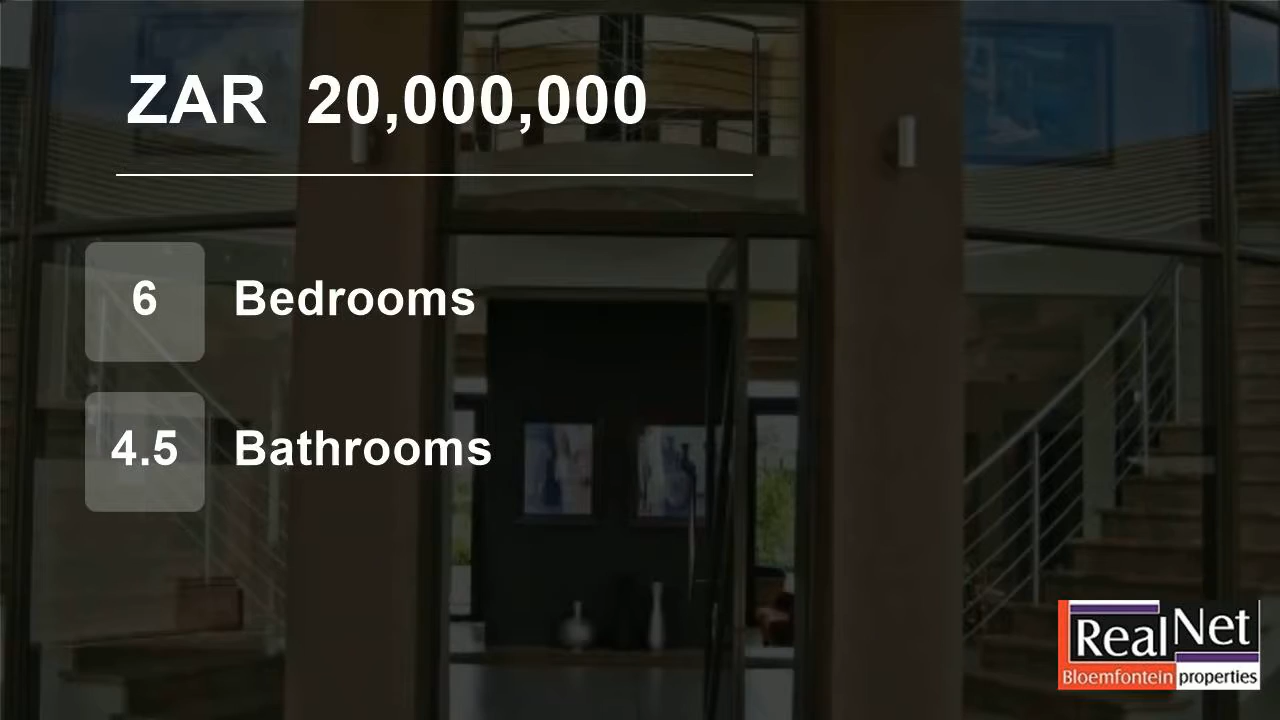 ZAR 20,000,000
6 Bedrooms
4.5 Bathrooms
RealNet
Bloemfontein properties